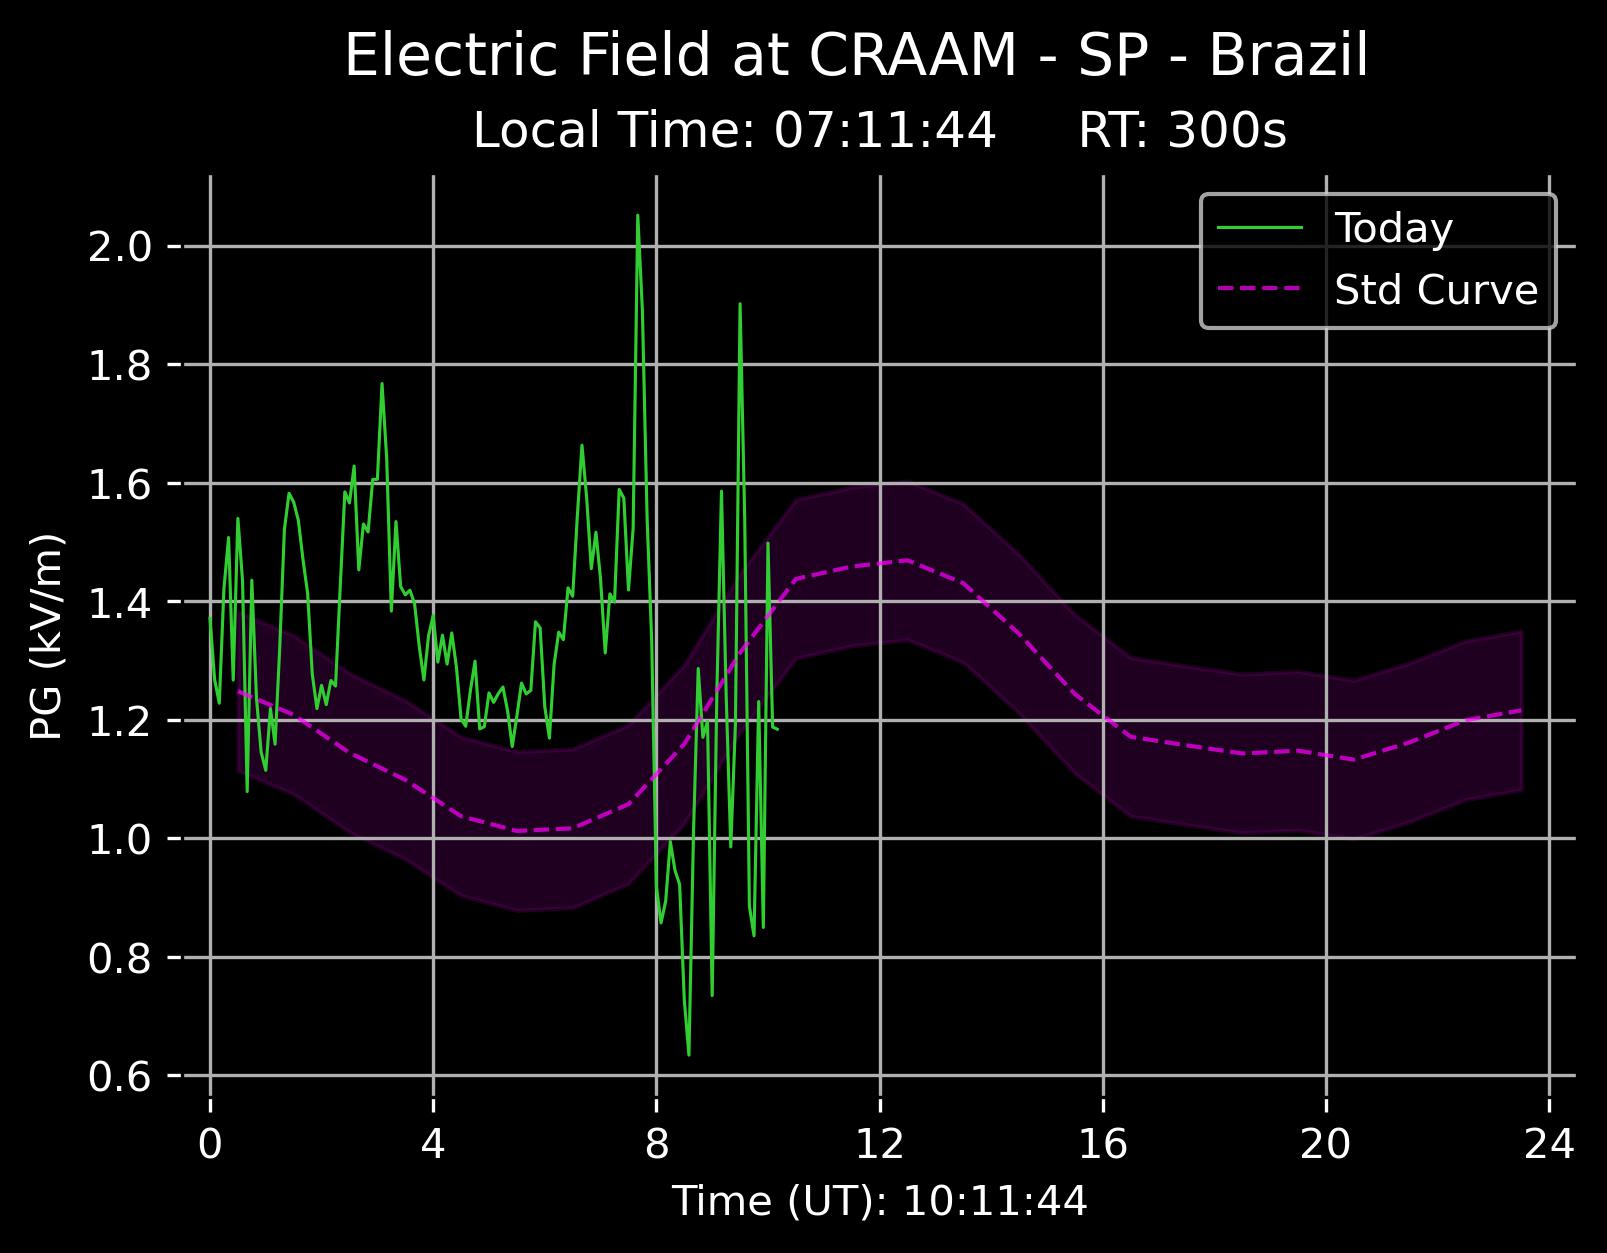 Electric Field at CRAAM - SP - Brazil
Local Time: 07:11:44 RT: 300s
Today
Std Curve
PG (kV/m)
2.0
1.8
1.6
1.4
1.2
1.0
0.8
0.6
0 4 8 12 16 20 24
Time (UT): 10:11:44